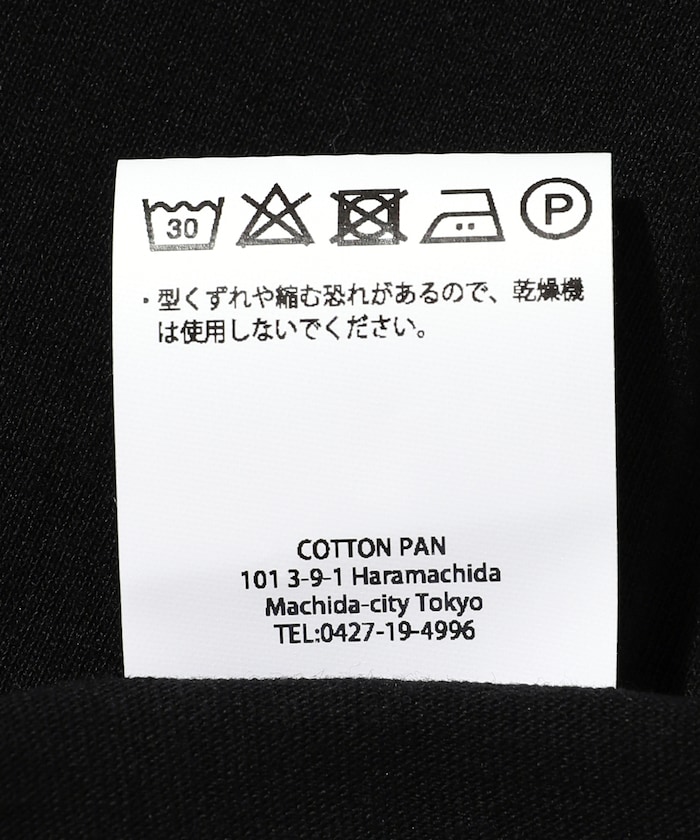 30
P
・型くずれや縮む恐れがあるので、乾燥機
は使用しないでください。
COTTON PAN
101 3-9-1 Haramachida
Machida-city Tokyo
TEL:0427-19-4996